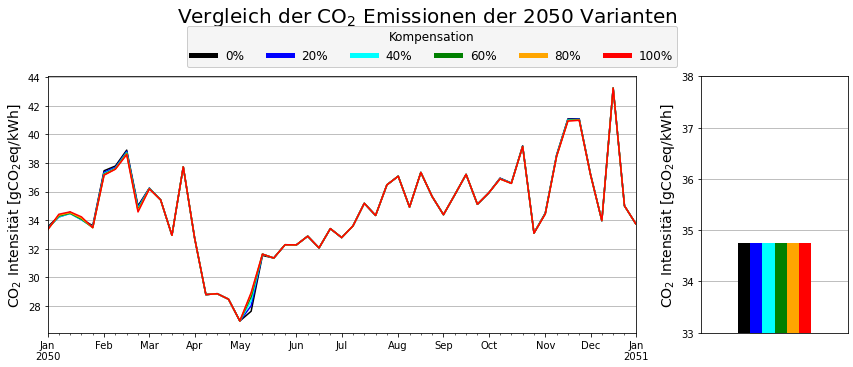 Vergleich der CO₂ Emissionen der 2050 Varianten
Kompensation
0% 20% 40% 60% 80% 100%
CO₂ Intensität [gCO₂eq/kWh]
44
42
40
38
36
34
32
30
28
Jan Feb Mar Apr May Jun Jul Aug Sep Oct Nov Dec Jan
2050 2051
CO₂ Intensität [gCO₂eq/kWh]
38
37
36
35
34
33